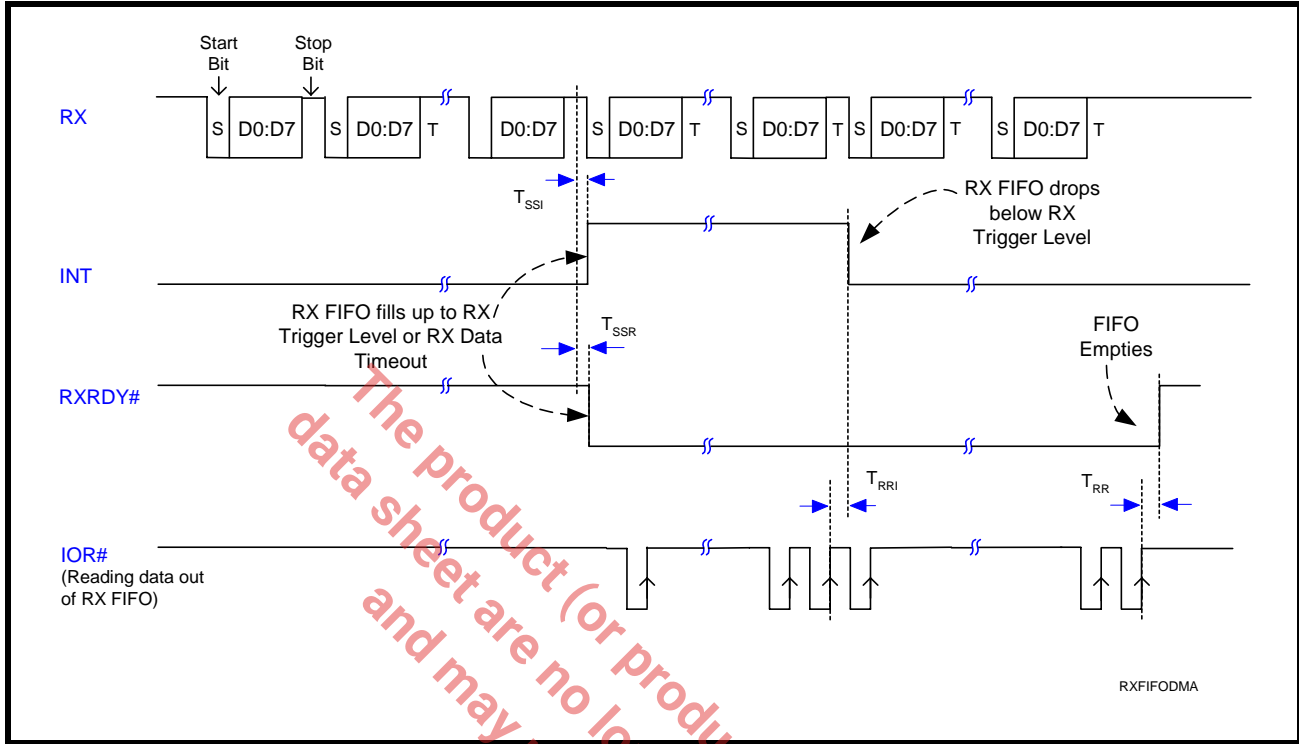 Start
Bit
Stop
Bit
RX
S D0:D7 S D0:D7 T D0:D7 S D0:D7 T S D0:D7 T S D0:D7 T S D0:D7 T
TSSI
RX FIFO drops
below RX
Trigger Level
INT
RX FIFO fills up to RX
Trigger Level or RX Data
Timeout
TSSR
FIFO
Empties
RXRDY#
TRRI
TRR
IOR#
(Reading data out
of RX FIFO)
RXFIFODMA
The product (or produ
data sheet are no lo
and may